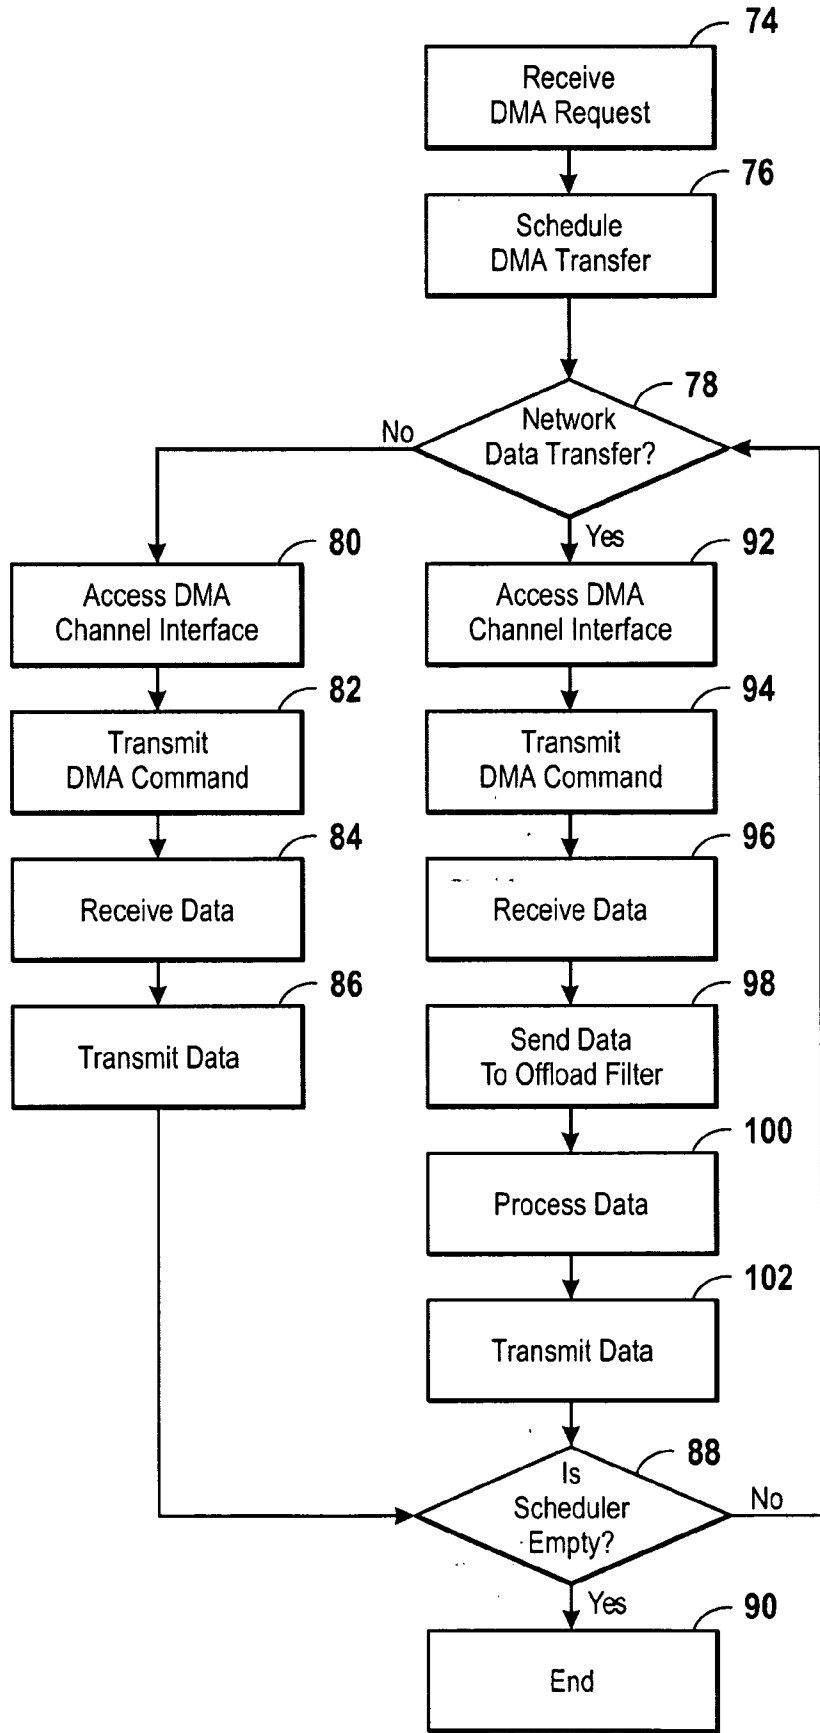 74
Receive
DMA Request
76
Schedule
DMA Transfer
78
Network
Data Transfer?
No
Yes
80
Access DMA
Channel Interface
92
Access DMA
Channel Interface
82
Transmit
DMA Command
94
Transmit
DMA Command
84
Receive Data
96
Receive Data
86
Transmit Data
98
Send Data
To Offload Filter
100
Process Data
102
Transmit Data
88
Is
Scheduler
Empty?
No
Yes
90
End